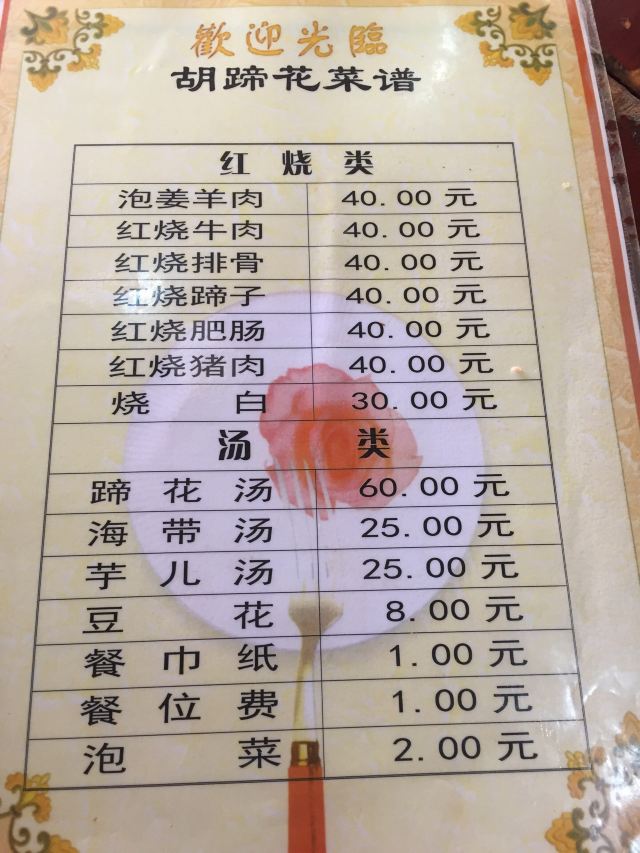 歡迎光臨
胡蹄花菜谱
红烧类
泡姜羊肉 40.00元
红烧牛肉 40.00元
红烧排骨 40.00元
红烧蹄子 40.00元
红烧肥肠 40.00元
红烧猪肉 40.00元
烧白 30.00元
汤类
蹄花汤 60.00元
海带汤 25.00元
芋儿汤 25.00元
豆花 8.00元
餐巾纸 1.00元
餐位费 1.00元
泡菜 2.00元